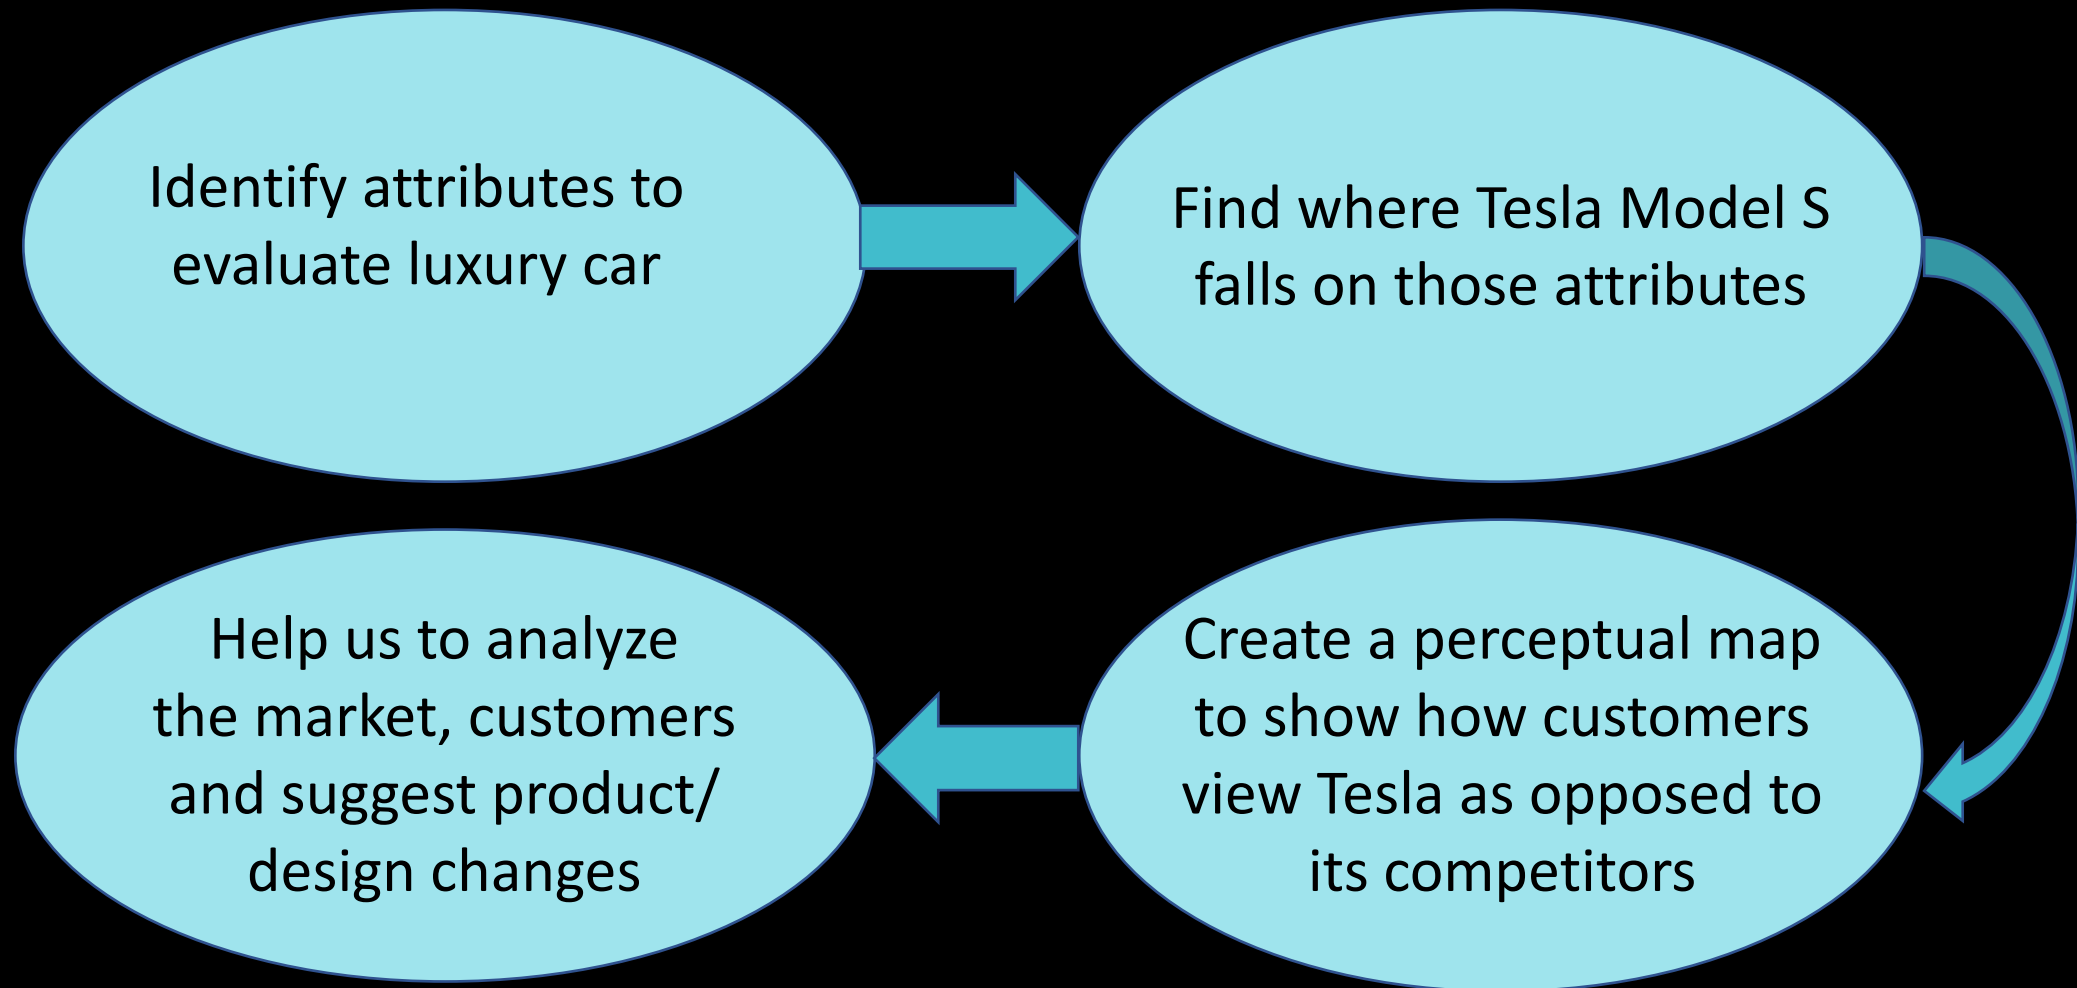 Identify attributes to
evaluate luxury car
Find where Tesla Model S
falls on those attributes
Create a perceptual map
to show how customers
view Tesla as opposed to
its competitors
Help us to analyze
the market, customers
and suggest product/
design changes